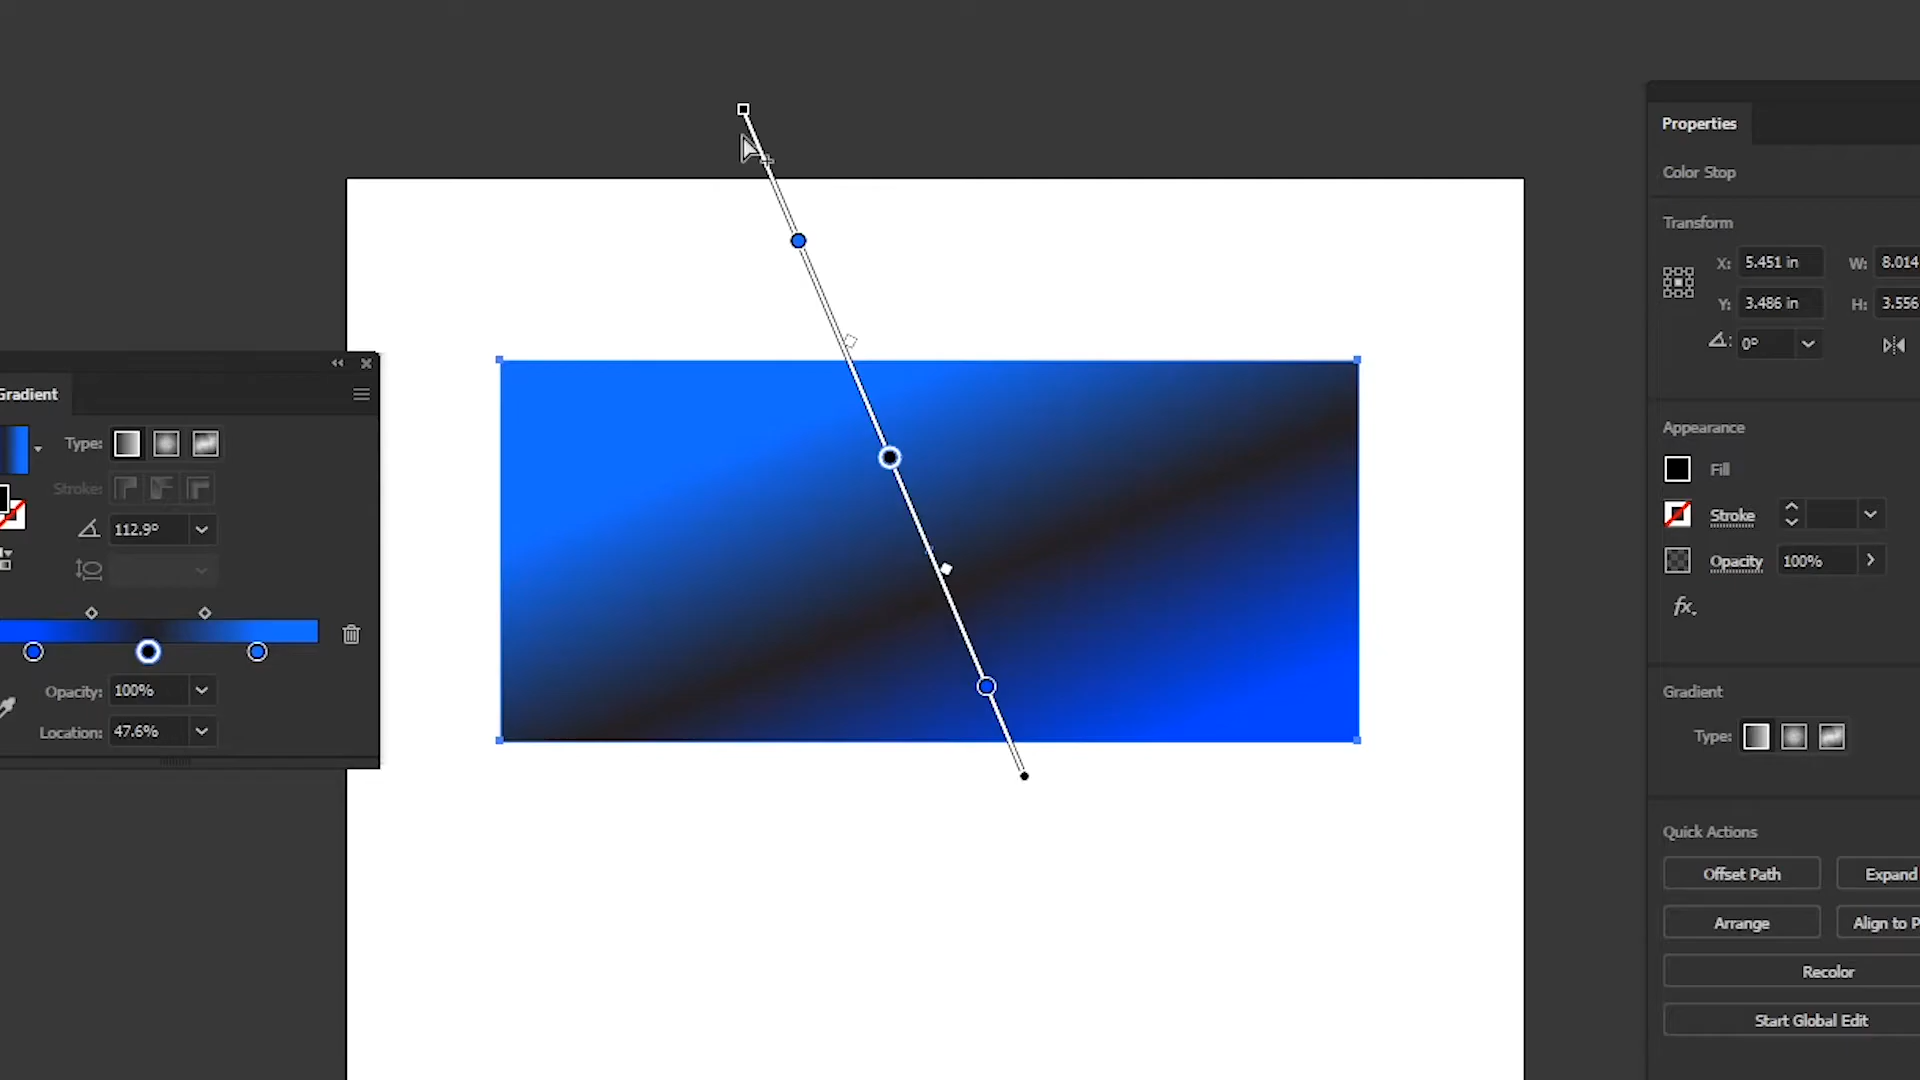 Properties
Color Stop
Transform
X: 5.451 in W: 8.014
Y: 3.486 in H: 3.556
0°
Appearance
Fill
Stroke
Opacity 100%
fx.
Gradient
Type:
Quick Actions
Offset Path Expand
Arrange Align to P
Recolor
Start Global Edit
Gradient
Type:
Stroke:
112.9°
Opacity: 100%
Location: 47.6%